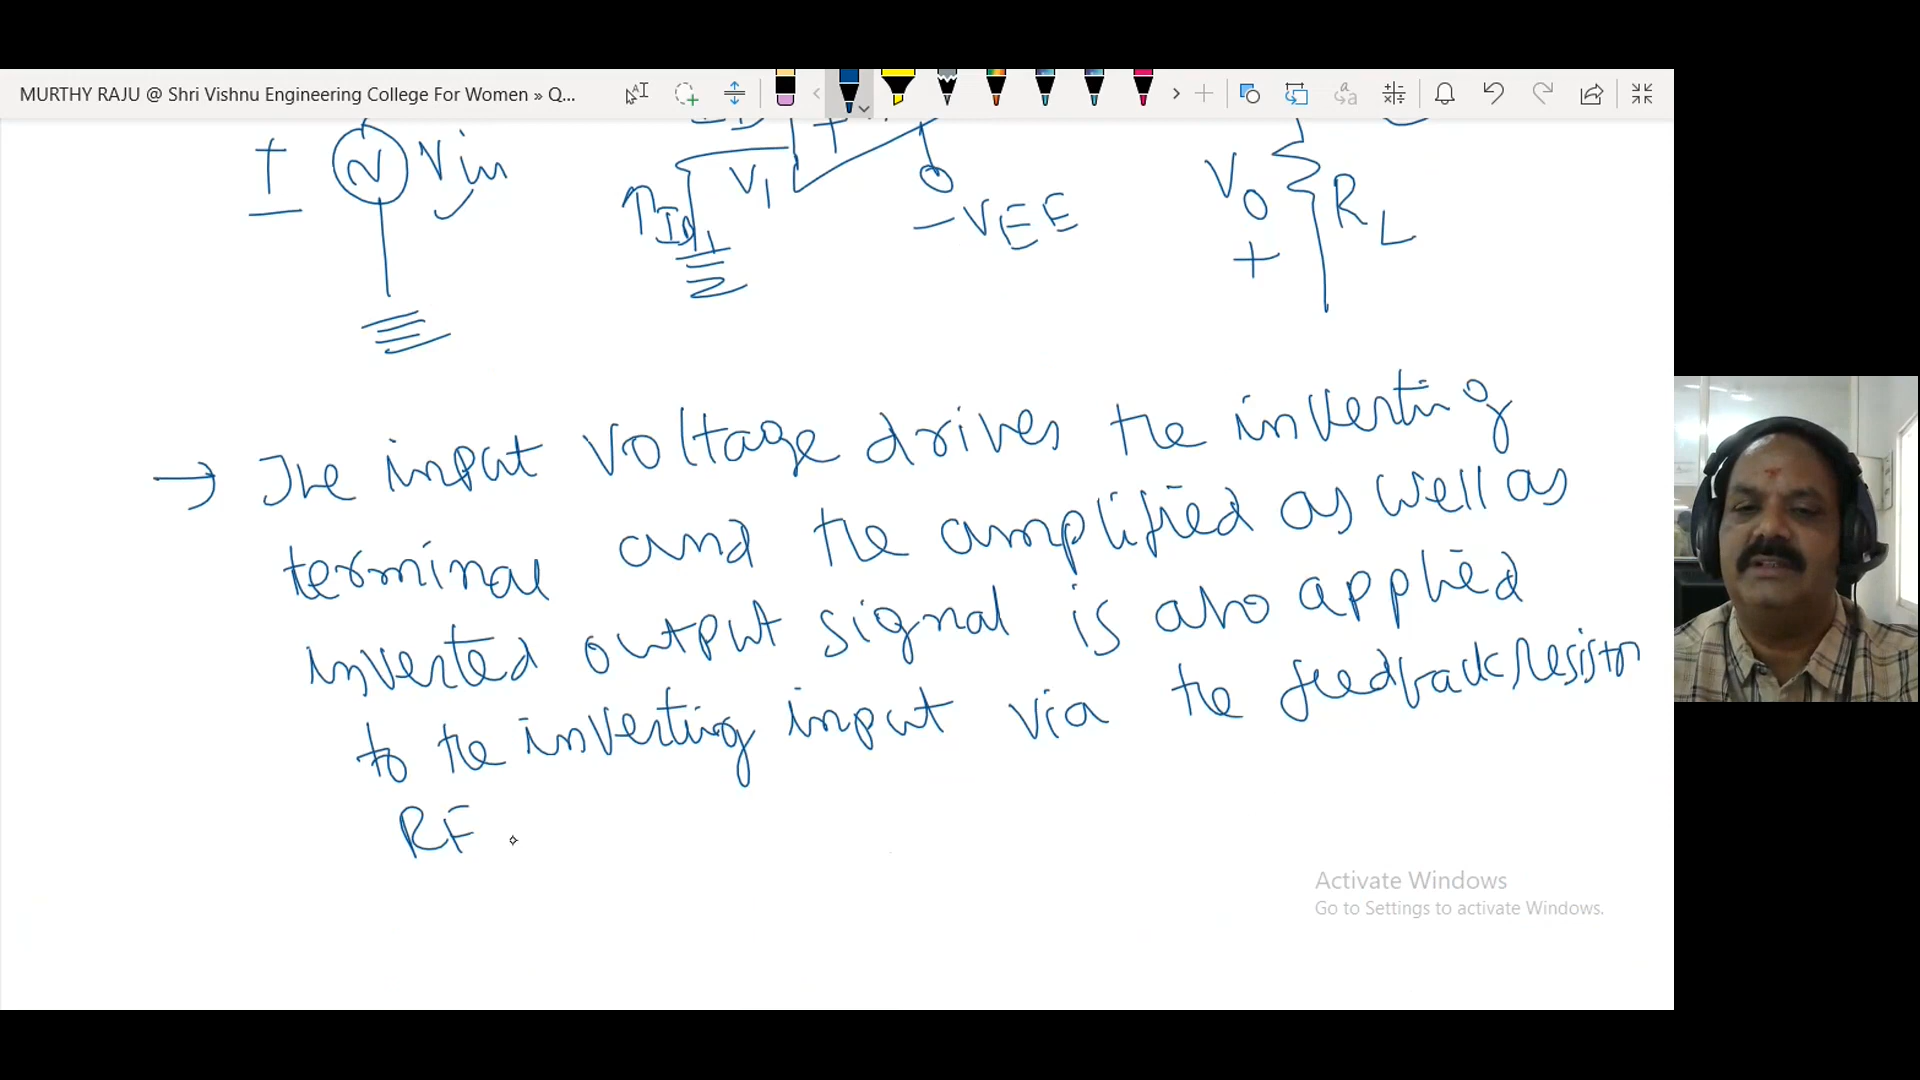 MURTHY RAJU @ Shri Vishnu Engineering College For Women » Q...
+ Vin
V1
-VEE
Vo
+
RL
→ The input voltage drives the inverting
terminal and the amplified as well as
inverted output signal is also applied
to the inverting input via the feedback resistor
RF
Activate Windows
Go to Settings to activate Windows.